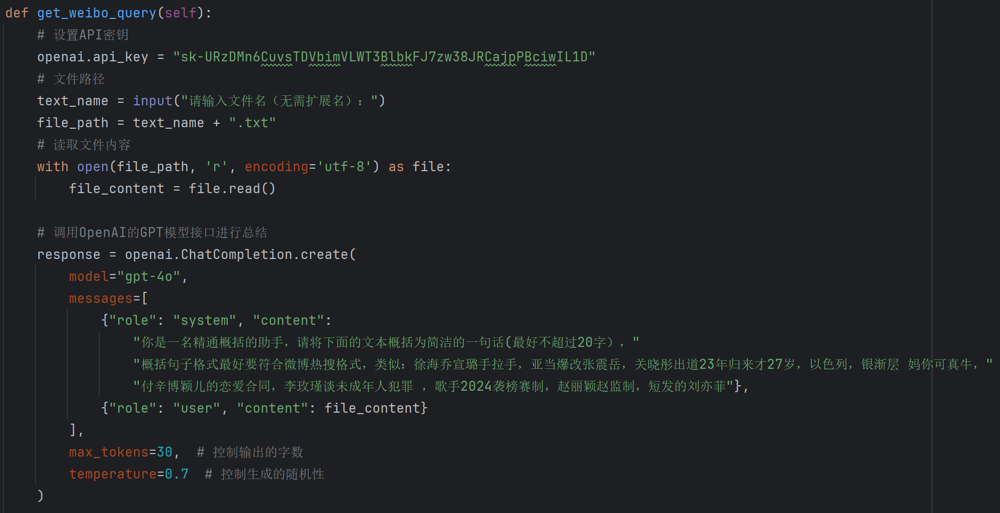 def get_weibo_query(self):
# 设置API密钥
openai.api_key = "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"
# 文件路径
text_name = input("请输入文件名（无需扩展名）：")
file_path = text_name + ".txt"
# 读取文件内容
with open(file_path, 'r', encoding='utf-8') as file:
file_content = file.read()
# 调用OpenAI的GPT模型接口进行总结
response = openai.ChatCompletion.create(
model="gpt-4o",
messages=[
{"role": "system", "content":
"你是一名精通概括的助手，请将下面的文本概括为简洁的一句话(最好不超过20字），"
"概括句子格式最好要符合微博热搜格式，类似：徐海乔宣璐手拉手，亚当爆改张震岳，关晓彤出道23年归来才27岁，以色列，银渐层 妈你可真牛，"
"付辛博颖儿的恋爱合同，李玫瑾谈未成年人犯罪 ，歌手2024袭榜赛制，赵丽颖赵监制，短发的刘亦菲"},
{"role": "user", "content": file_content}
],
max_tokens=30,  # 控制输出的字数
temperature=0.7  # 控制生成的随机性
)